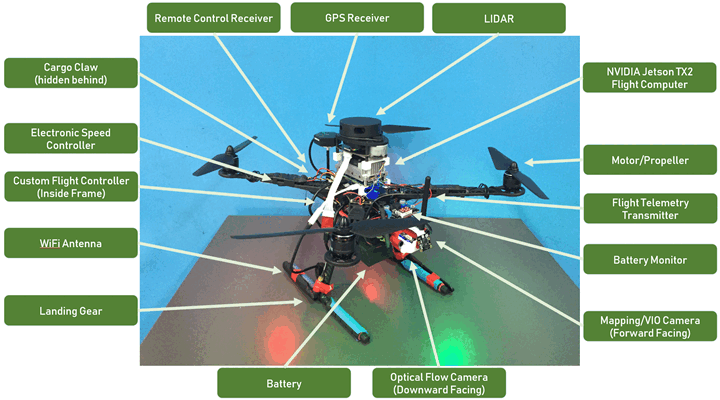 Remote Control Receiver
GPS Receiver
LIDAR
Cargo Claw
(hidden behind)
NVIDIA Jetson TX2
Flight Computer
Electronic Speed
Controller
Motor/Propeller
Custom Flight Controller
(Inside Frame)
Flight Telemetry
Transmitter
WiFi Antenna
Battery Monitor
Landing Gear
Mapping/VIO Camera
(Forward Facing)
Battery
Optical Flow Camera
(Downward Facing)